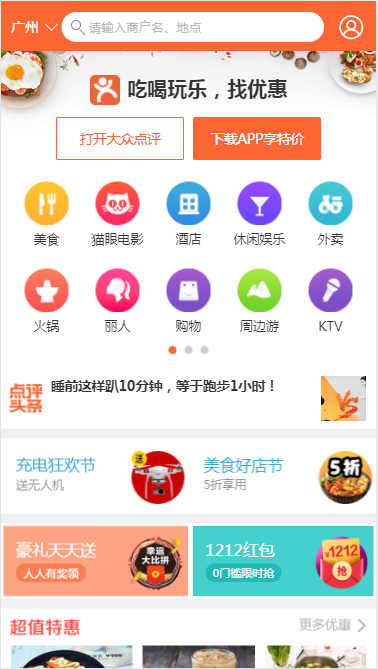 广州
请输入商户名、地点
吃喝玩乐，找优惠
打开大众点评
下载APP享特价
美食
猫眼电影
酒店
休闲娱乐
外卖
火锅
丽人
购物
周边游
KTV
点评
头条
睡前这样趴10分钟，等于跑步1小时！
VS
充电狂欢节
送无人机
送
美食好店节
5折享用
5折
豪礼天天送
人人有奖领
幸运
大比拼
1212红包
0门槛限时抢
1212
抢
超值特惠
更多优惠